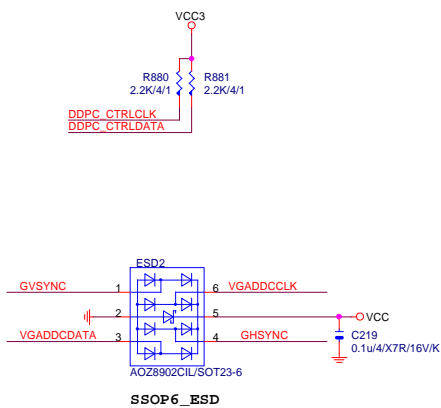 VCC3
R880
2.2K/4/1
R881
2.2K/4/1
DDPC_CTRLCLK
DDPC_CTRLDATA
ESD2
GVSYNC
1
6
VGADDCCLK
2
5
VCC
VGADDCDATA
3
4
GHSYNC
C219
0.1u/4/X7R/16V/K
AOZ8902CIL/SOT23-6
SSOP6_ESD